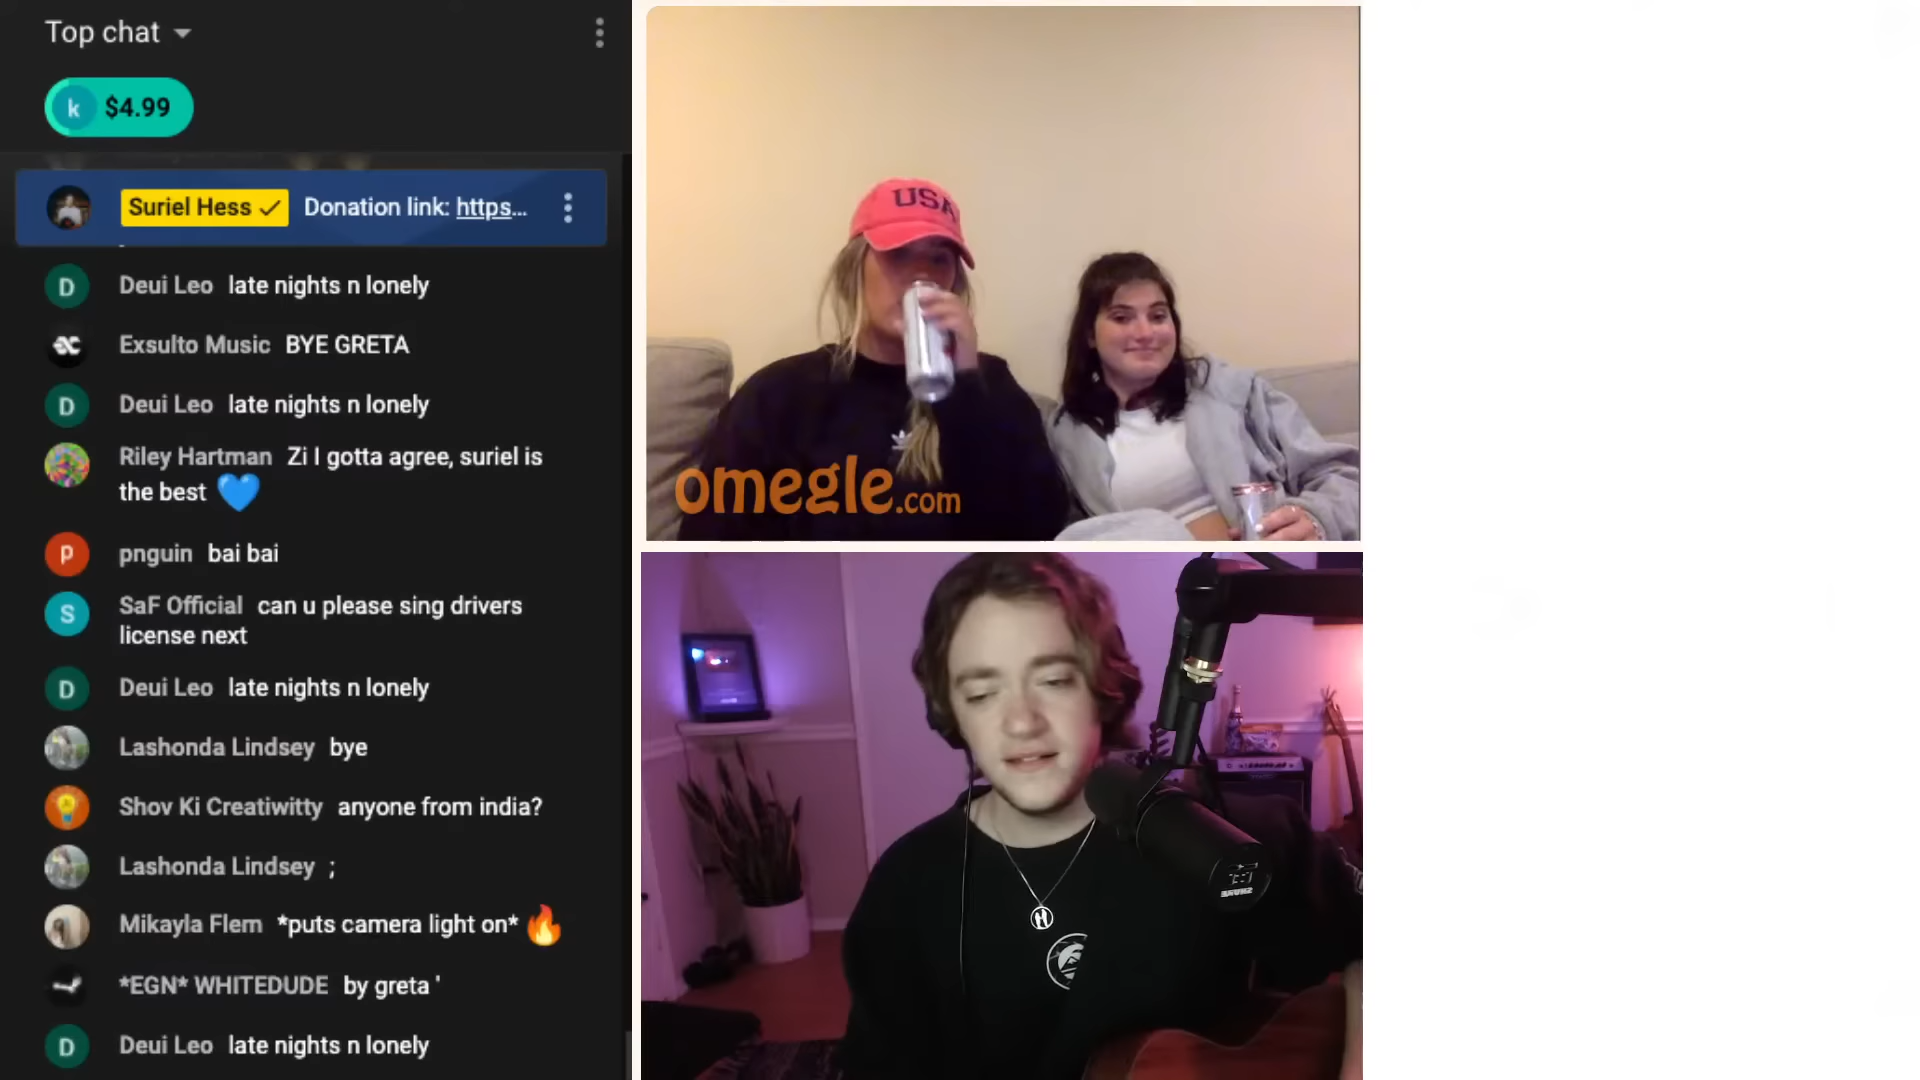 Top chat
k $4.99
Suriel Hess Donation link: https...
D Deui Leo late nights n lonely
Exsulto Music BYE GRETA
D Deui Leo late nights n lonely
Riley Hartman Zi I gotta agree, suriel is
the best 💙
P pnguin bai bai
S SaF Official can u please sing drivers
license next
D Deui Leo late nights n lonely
Lashonda Lindsey bye
Shov Ki Creatiwitty anyone from india?
Lashonda Lindsey ;
Mikayla Flem *puts camera light on* 🔥
*EGN* WHITEDUDE by greta '
D Deui Leo late nights n lonely
USA
omegle.com